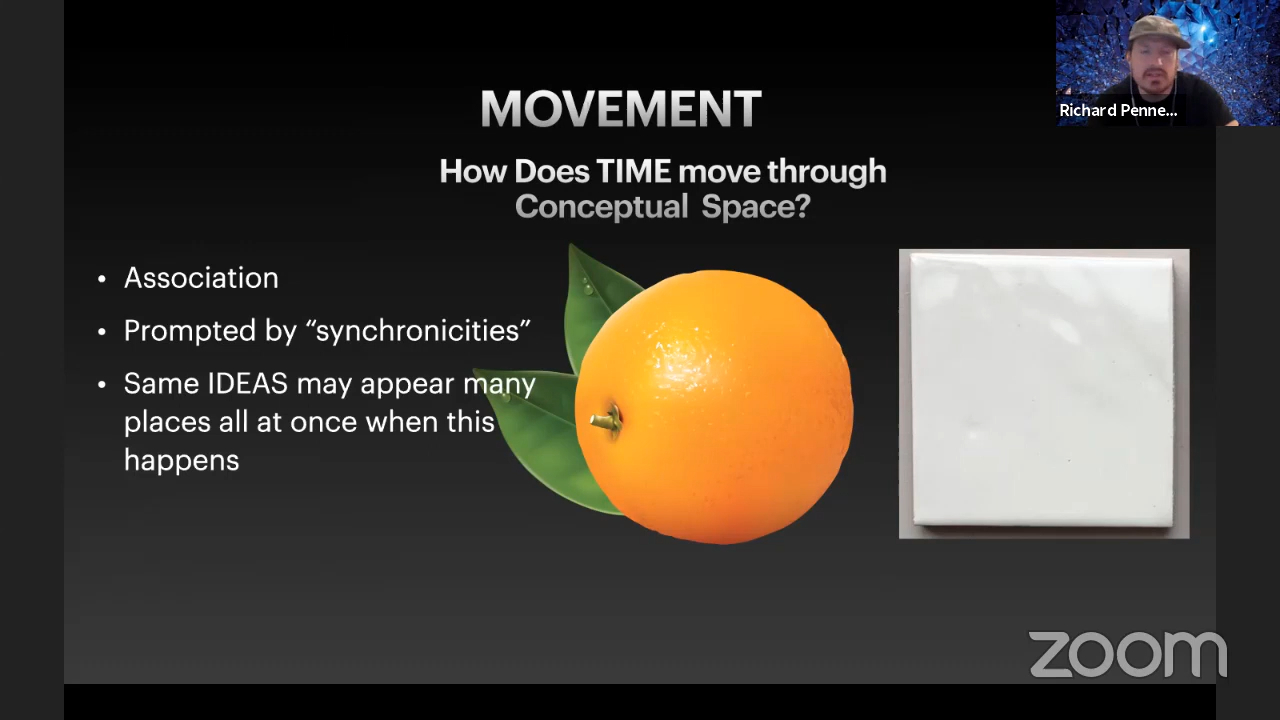 Richard Penne...
MOVEMENT
How Does TIME move through
Conceptual Space?
• Association
• Prompted by “synchronicities”
• Same IDEAS may appear many
places all at once when this
happens
zoom